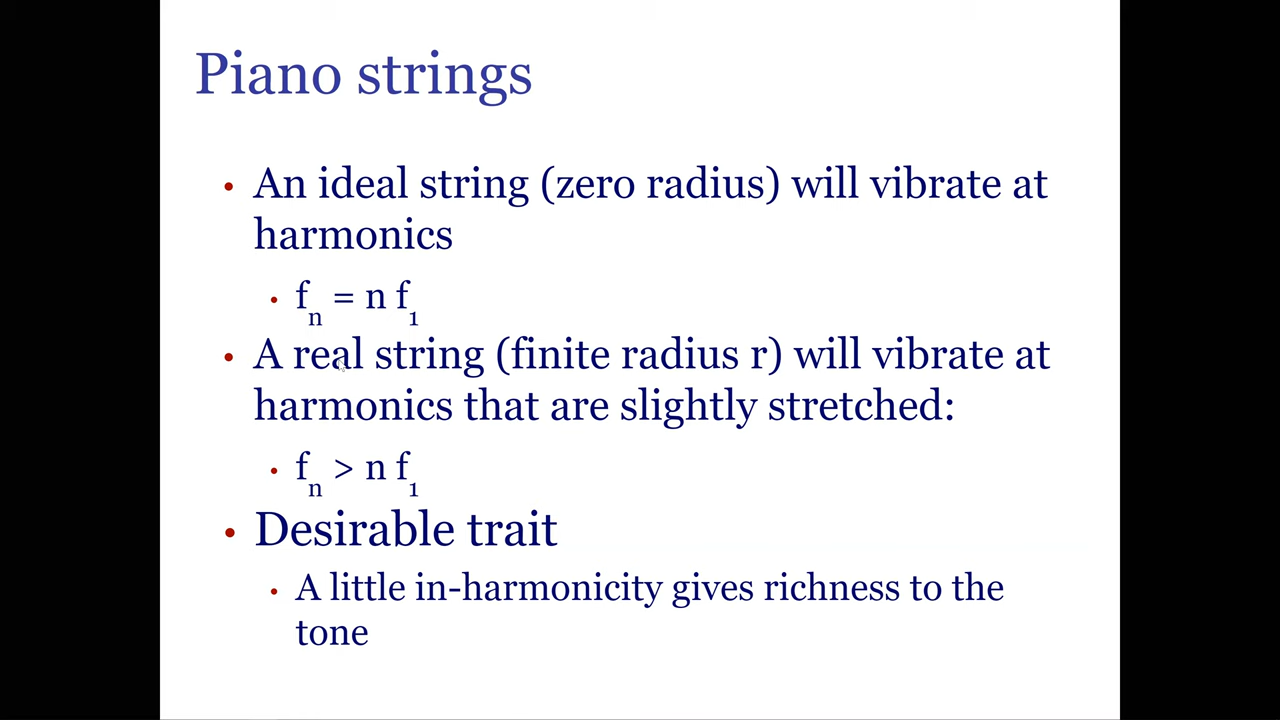 Piano strings
• An ideal string (zero radius) will vibrate at
harmonics
• fn = n f1
• A real string (finite radius r) will vibrate at
harmonics that are slightly stretched:
• fn > n f1
• Desirable trait
• A little in-harmonicity gives richness to the
tone